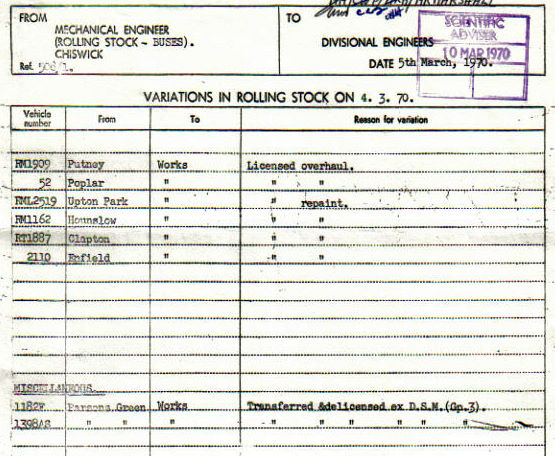 FROM
MECHANICAL ENGINEER
(ROLLING STOCK ~ BUSES).
CHISWICK
Ref.
TO
DIVISIONAL ENGINEERS
DATE 5th March, 1970.
SCIENTIFIC
ADVISER
10 MAR 1970
VARIATIONS IN ROLLING STOCK ON 4. 3. 70.
Vehicle number From To Reason for variation
RM1909 Putney Works Licensed overhaul.
52 Poplar " " "
RML2519 Upton Park " " repaint.
RM1162 Hounslow " " "
RT1887 Clapton " " "
2110 Enfield " " "
MISCELLANEOUS
1182W Parsons Green Works Transferred &delicensed ex D.S.M.(Gp.3).
1398AS " " " " " " " "